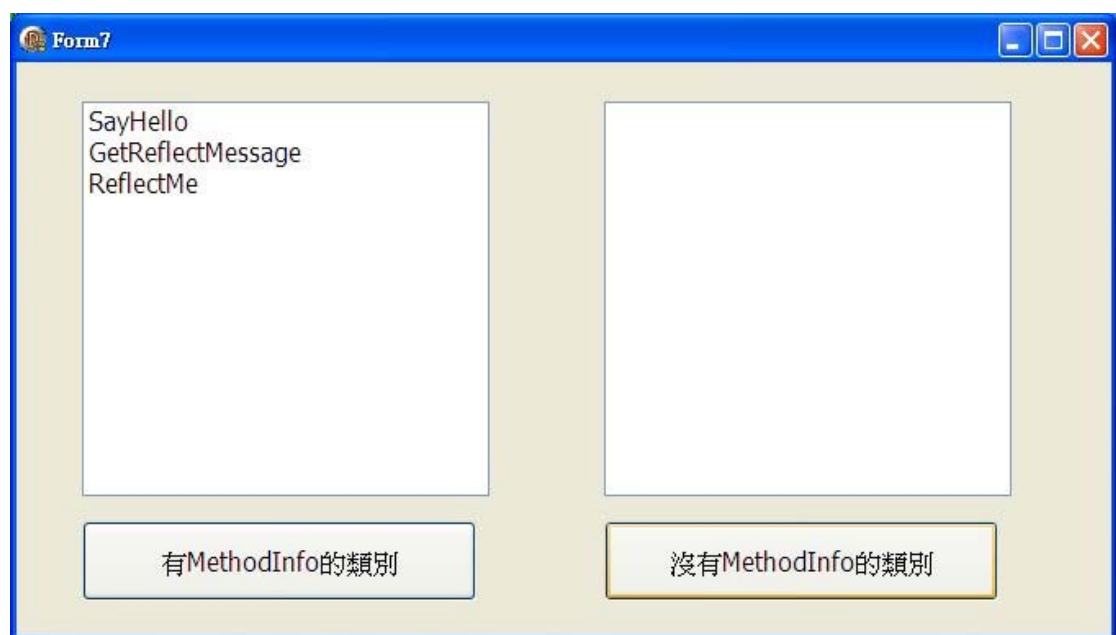 Form7
SayHello
GetReflectMessage
ReflectMe
有MethodInfo的類別
沒有MethodInfo的類別